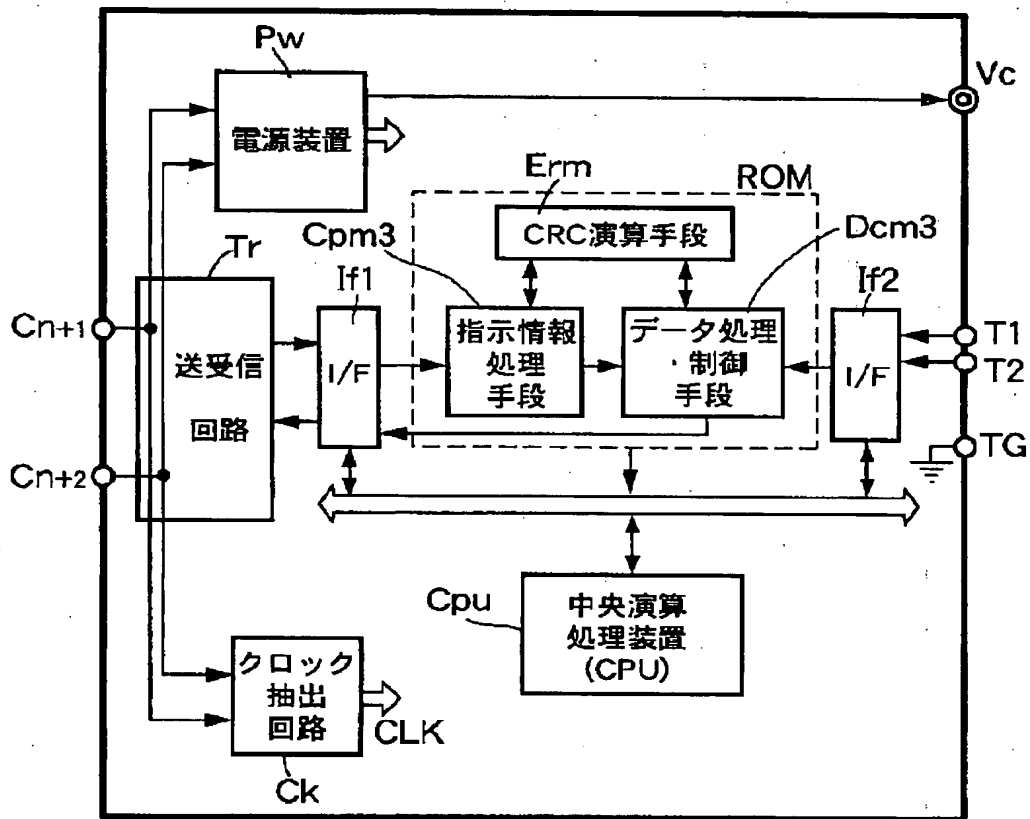 Pw
Vc
電源装置
Erm
ROM
CRC演算手段
Cpm3
Dcm3
Tr
If1
If2
Cn+1
送受信
回路
I/F
指示情報
処理
手段
データ処理
・制御
手段
I/F
T1
T2
Cn+2
TG
Cpu
中央演算
処理装置
(CPU)
クロック
抽出
回路
CLK
Ck